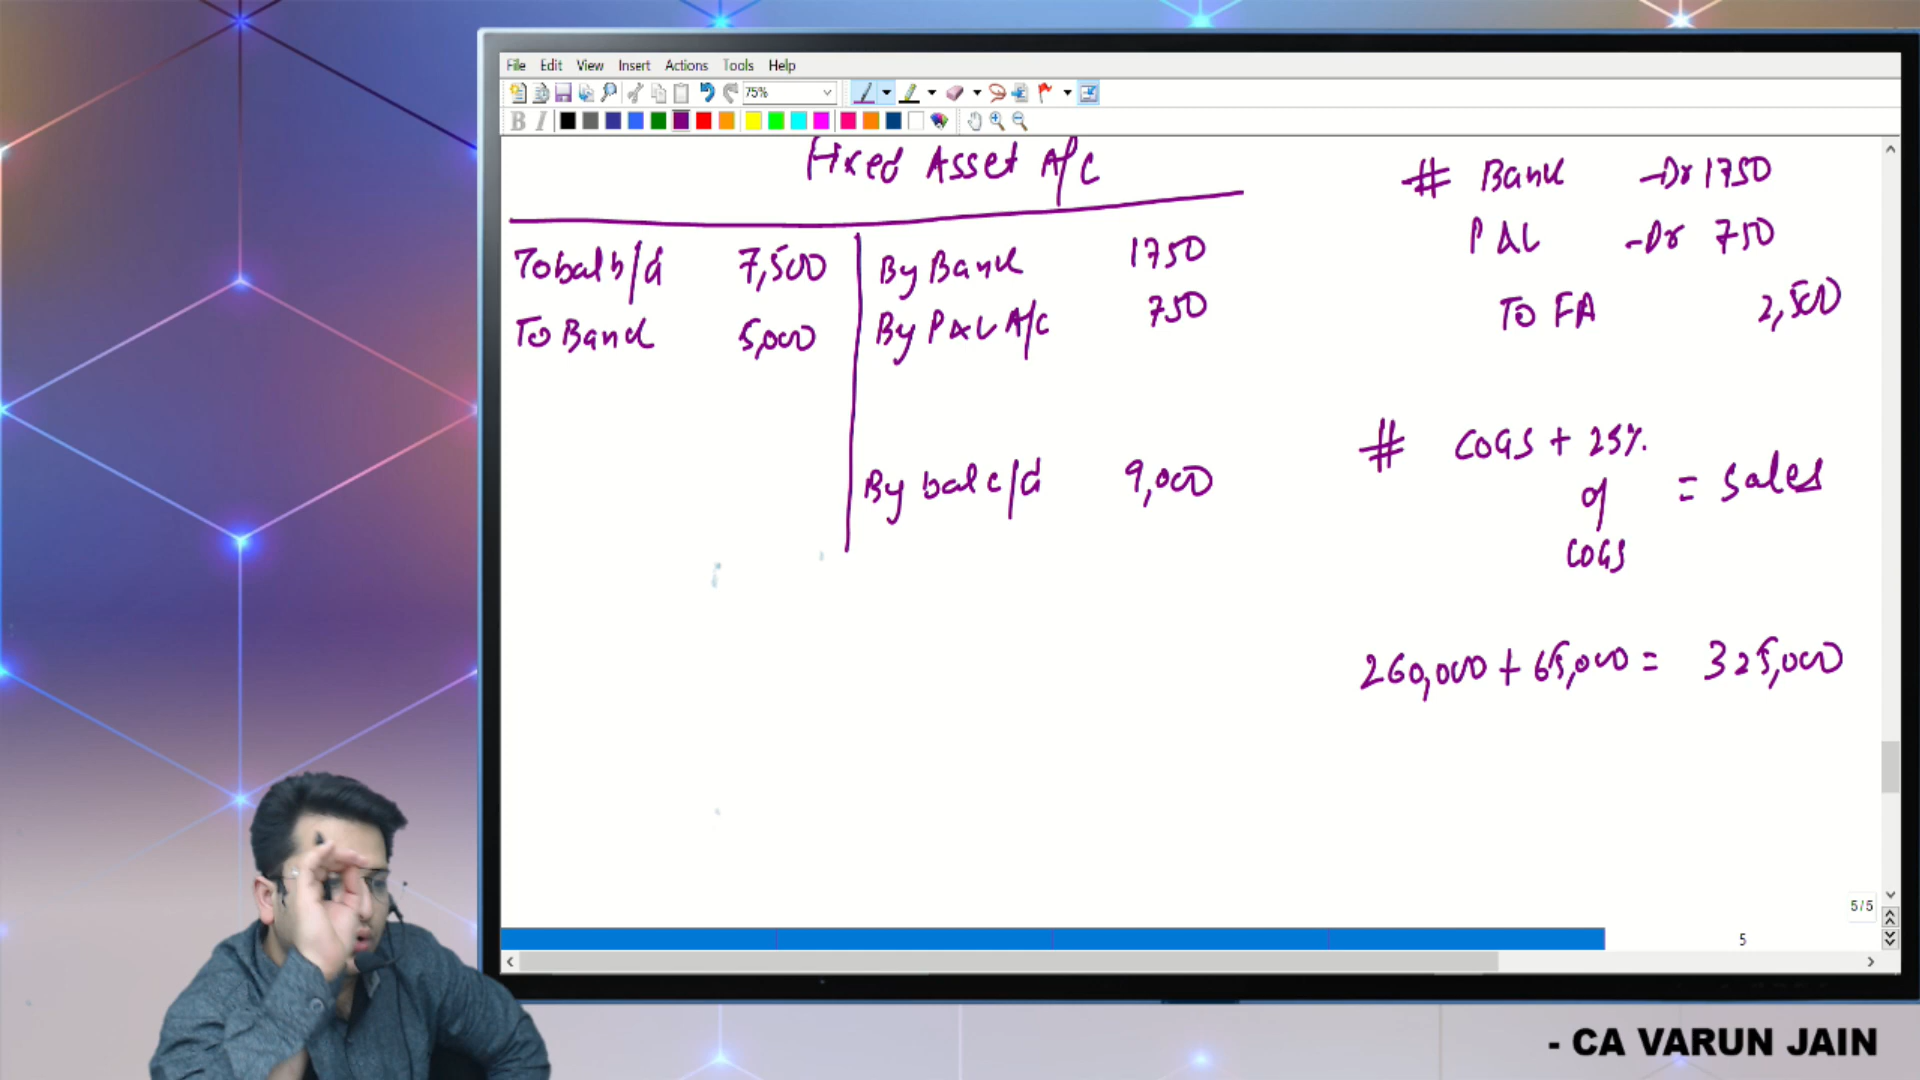 File Edit View Insert Actions Tools Help
75%
B I
Fixed Asset A/c
To bal b/d 7,500 By Bank 1750
To Bank 5,000 By P&L A/c 750
By bal c/d 9,000
# Bank -Dr 1750
P&L -Dr 750
To FA 2,500
# COGS + 25%
of = Sales
COGS
260,000 + 65,000 = 325,000
5/5
5
- CA VARUN JAIN